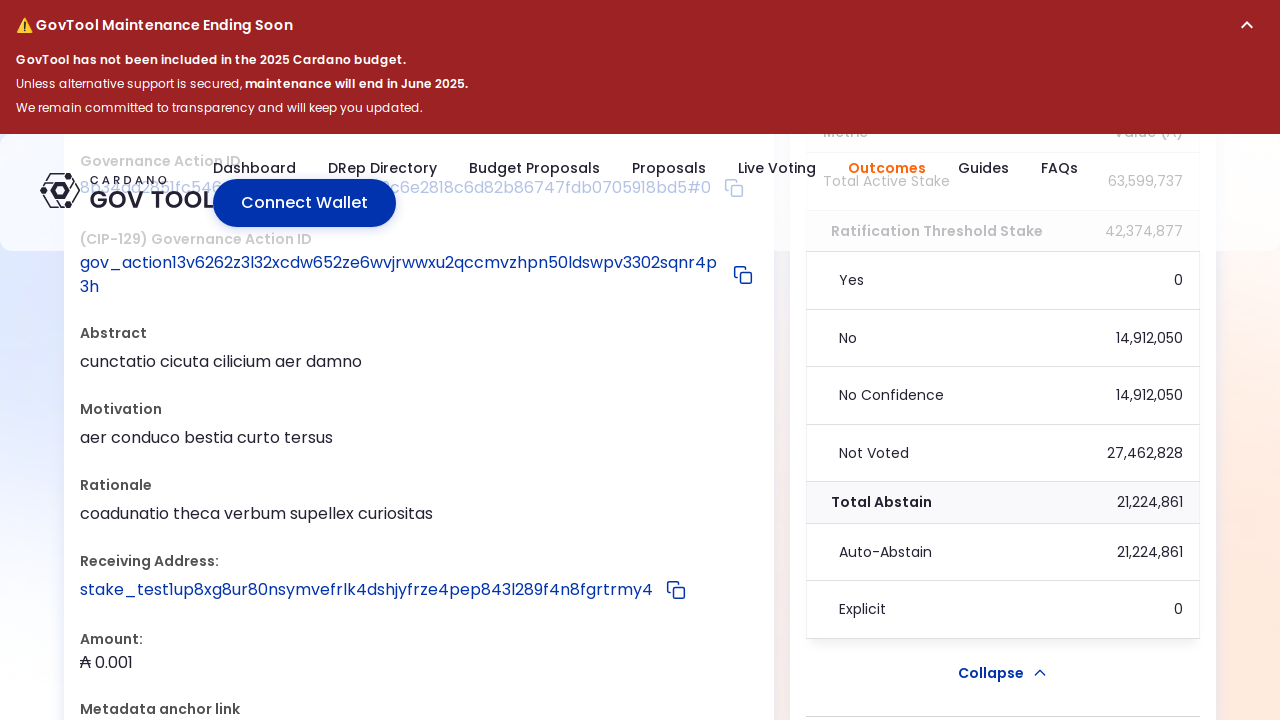 ⚠️ GovTool Maintenance Ending Soon
GovTool has not been included in the 2025 Cardano budget.
Unless alternative support is secured, maintenance will end in June 2025.
We remain committed to transparency and will keep you updated.
CARDANO
GOV TOOL
Dashboard
DRep Directory
Budget Proposals
Proposals
Live Voting
Outcomes
Guides
FAQs
Connect Wallet
Governance Action ID
c6e2818c6d82b86747fdb0705918bd5#0
(CIP-129) Governance Action ID
gov_action13v6262z3l32xcdw652ze6wvjrwwxu2qccmvzhpn50ldswpv3302sqnr4p
3h
Abstract
cunctatio cicuta cilicium aer damno
Motivation
aer conduco bestia curto tersus
Rationale
coadunatio theca verbum supellex curiositas
Receiving Address:
stake_test1up8xg8ur80nsymvefrlk4dshjyfrze4pep843l289f4n8fgrtrmy4
Amount:
₳ 0.001
Metadata anchor link
Metric Value (₳)
Total Active Stake 63,599,737
Ratification Threshold Stake 42,374,877
Yes 0
No 14,912,050
No Confidence 14,912,050
Not Voted 27,462,828
Total Abstain 21,224,861
Auto-Abstain 21,224,861
Explicit 0
Collapse